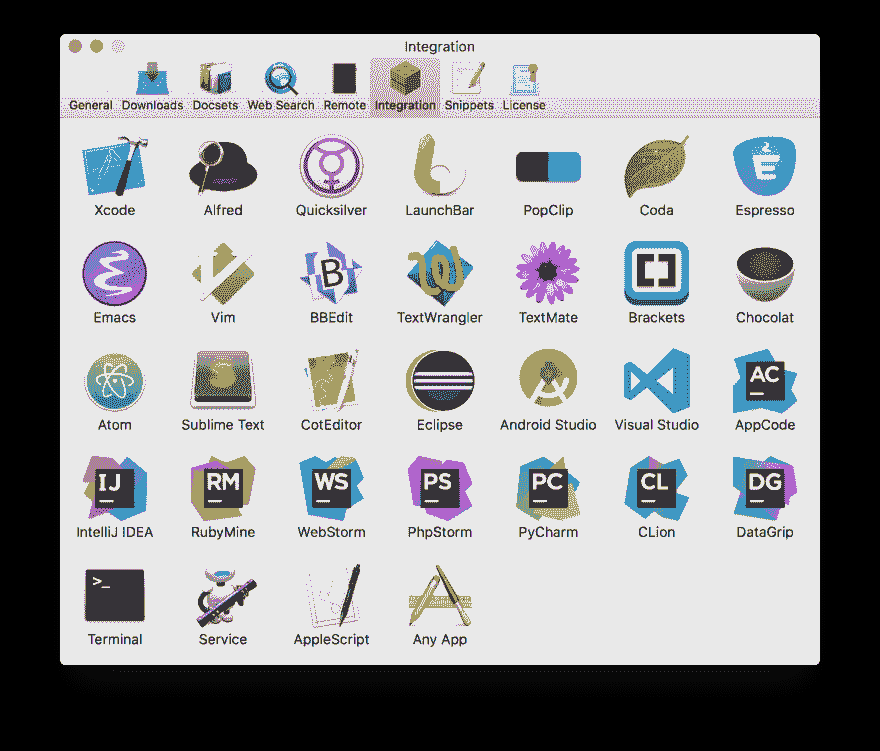 Integration
General Downloads Docsets Web Search Remote Integration Snippets License
Xcode Alfred Quicksilver LaunchBar PopClip Coda Espresso
B
Emacs Vim BBEdit TextWrangler TextMate Brackets Chocolat
AC
Atom Sublime Text CotEditor Eclipse Android Studio Visual Studio AppCode
IJ RM WS PS PC CL DG
IntelliJ IDEA RubyMine WebStorm PhpStorm PyCharm CLion DataGrip
>_
Terminal Service AppleScript Any App